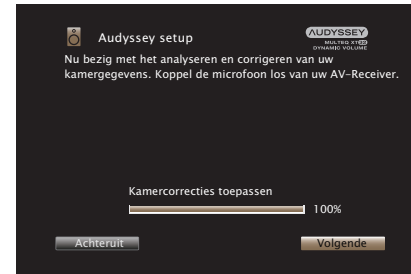 Audyssey setup
AUDYSSEY
MULTEQ XT32
DYNAMIC VOLUME
Nu bezig met het analyseren en corrigeren van uw
kamergegevens. Koppel de microfoon los van uw AV-Receiver.
Kamercorrecties toepassen
100%
Achteruit
Volgende